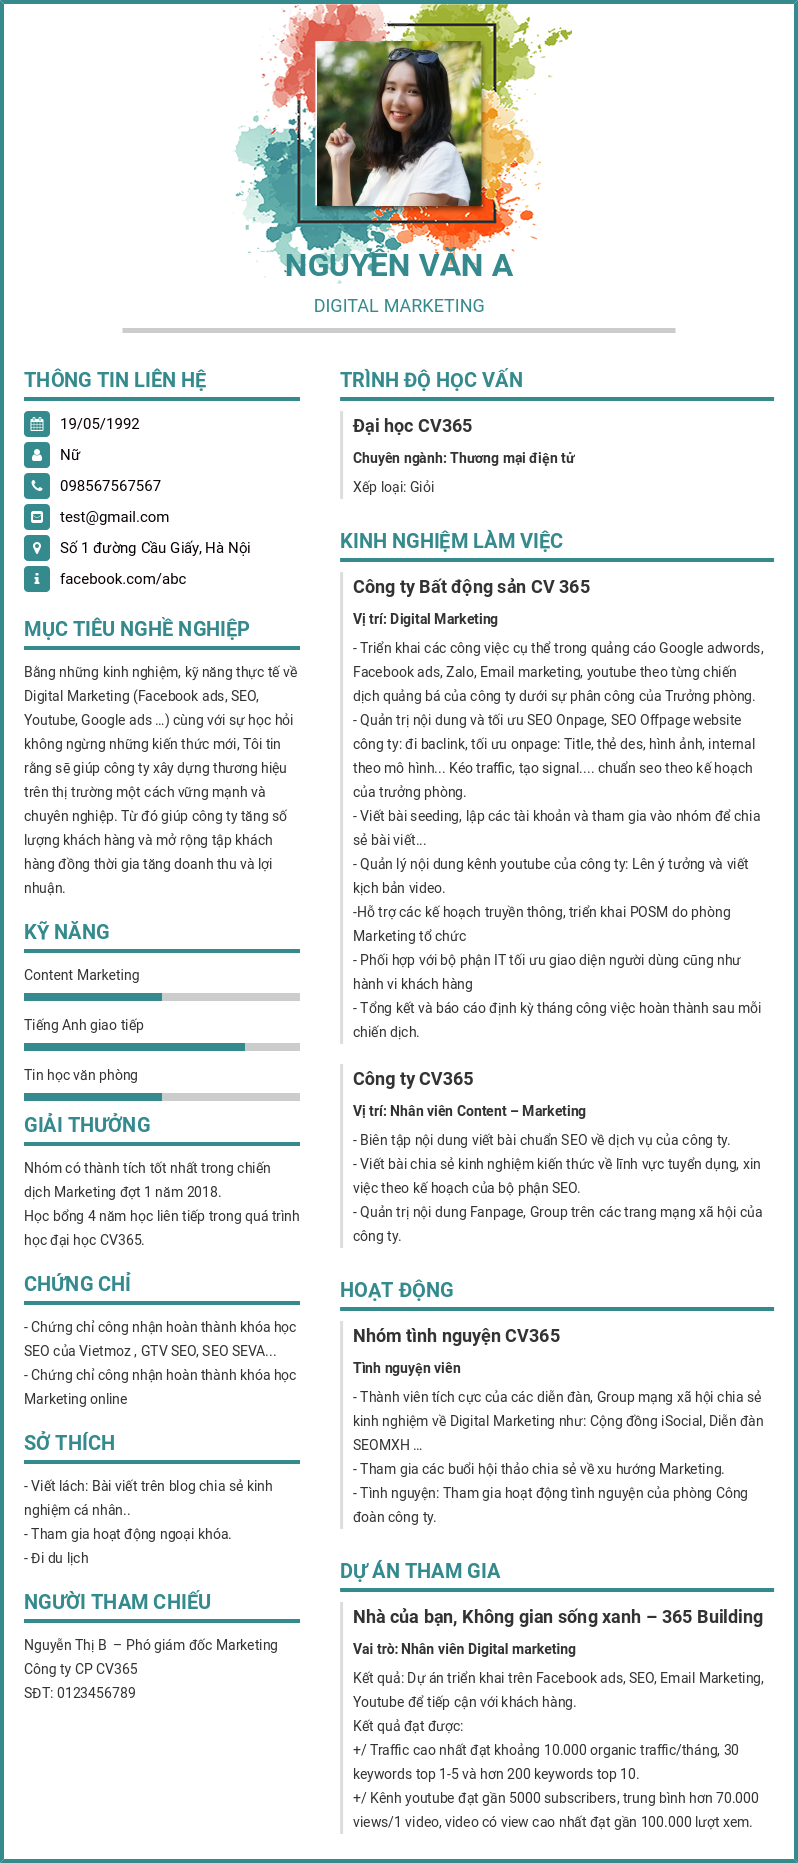 NGUYỄN VĂN A
DIGITAL MARKETING
THÔNG TIN LIÊN HỆ
19/05/1992
Nữ
098567567567
test@gmail.com
Số 1 đường Cầu Giấy, Hà Nội
facebook.com/abc
MỤC TIÊU NGHỀ NGHIỆP
Bằng những kinh nghiệm, kỹ năng thực tế về
Digital Marketing (Facebook ads, SEO,
Youtube, Google ads ...) cùng với sự học hỏi
không ngừng những kiến thức mới, Tôi tin
rằng sẽ giúp công ty xây dựng thương hiệu
trên thị trường một cách vững mạnh và
chuyên nghiệp. Từ đó giúp công ty tăng số
lượng khách hàng và mở rộng tập khách
hàng đồng thời gia tăng doanh thu và lợi
nhuận.
KỸ NĂNG
Content Marketing
Tiếng Anh giao tiếp
Tin học văn phòng
GIẢI THƯỞNG
Nhóm có thành tích tốt nhất trong chiến
dịch Marketing đợt 1 năm 2018.
Học bổng 4 năm học liên tiếp trong quá trình
học đại học CV365.
CHỨNG CHỈ
- Chứng chỉ công nhận hoàn thành khóa học
SEO của Vietmoz , GTV SEO, SEO SEVA...
- Chứng chỉ công nhận hoàn thành khóa học
Marketing online
SỞ THÍCH
- Viết lách: Bài viết trên blog chia sẻ kinh
nghiệm cá nhân..
- Tham gia hoạt động ngoại khóa.
- Đi du lịch
NGƯỜI THAM CHIẾU
Nguyễn Thị B – Phó giám đốc Marketing
Công ty CP CV365
SĐT: 0123456789
TRÌNH ĐỘ HỌC VẤN
Đại học CV365
Chuyên ngành: Thương mại điện tử
Xếp loại: Giỏi
KINH NGHIỆM LÀM VIỆC
Công ty Bất động sản CV 365
Vị trí: Digital Marketing
- Triển khai các công việc cụ thể trong quảng cáo Google adwords,
Facebook ads, Zalo, Email marketing, youtube theo từng chiến
dịch quảng bá của công ty dưới sự phân công của Trưởng phòng.
- Quản trị nội dung và tối ưu SEO Onpage, SEO Offpage website
công ty: đi baclink, tối ưu onpage: Title, thẻ des, hình ảnh, internal
theo mô hình... Kéo traffic, tạo signal.... chuẩn seo theo kế hoạch
của trưởng phòng.
- Viết bài seeding, lập các tài khoản và tham gia vào nhóm để chia
sẻ bài viết...
- Quản lý nội dung kênh youtube của công ty: Lên ý tưởng và viết
kịch bản video.
-Hỗ trợ các kế hoạch truyền thông, triển khai POSM do phòng
Marketing tổ chức
- Phối hợp với bộ phận IT tối ưu giao diện người dùng cũng như
hành vi khách hàng
- Tổng kết và báo cáo định kỳ tháng công việc hoàn thành sau mỗi
chiến dịch.
Công ty CV365
Vị trí: Nhân viên Content – Marketing
- Biên tập nội dung viết bài chuẩn SEO về dịch vụ của công ty.
- Viết bài chia sẻ kinh nghiệm kiến thức về lĩnh vực tuyển dụng, xin
việc theo kế hoạch của bộ phận SEO.
- Quản trị nội dung Fanpage, Group trên các trang mạng xã hội của
công ty.
HOẠT ĐỘNG
Nhóm tình nguyện CV365
Tình nguyện viên
- Thành viên tích cực của các diễn đàn, Group mạng xã hội chia sẻ
kinh nghiệm về Digital Marketing như: Cộng đồng iSocial, Diễn đàn
SEOMXH ...
- Tham gia các buổi hội thảo chia sẻ về xu hướng Marketing.
- Tình nguyện: Tham gia hoạt động tình nguyện của phòng Công
đoàn công ty.
DỰ ÁN THAM GIA
Nhà của bạn, Không gian sống xanh – 365 Building
Vai trò: Nhân viên Digital marketing
Kết quả: Dự án triển khai trên Facebook ads, SEO, Email Marketing,
Youtube để tiếp cận với khách hàng.
Kết quả đạt được:
+/ Traffic cao nhất đạt khoảng 10.000 organic traffic/tháng, 30
keywords top 1-5 và hơn 200 keywords top 10.
+/ Kênh youtube đạt gần 5000 subscribers, trung bình hơn 70.000
views/1 video, video có view cao nhất đạt gần 100.000 lượt xem.